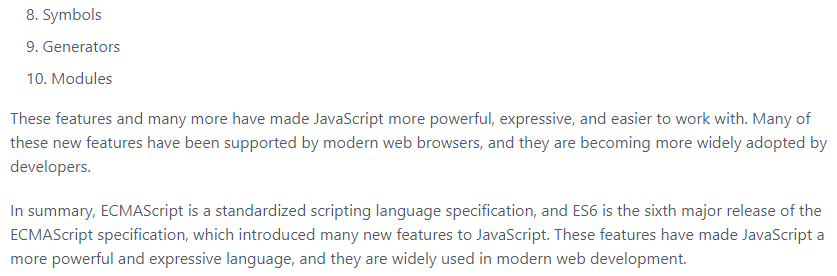 8. Symbols
9. Generators
10. Modules
These features and many more have made JavaScript more powerful, expressive, and easier to work with. Many of
these new features have been supported by modern web browsers, and they are becoming more widely adopted by
developers.
In summary, ECMAScript is a standardized scripting language specification, and ES6 is the sixth major release of the
ECMAScript specification, which introduced many new features to JavaScript. These features have made JavaScript a
more powerful and expressive language, and they are widely used in modern web development.